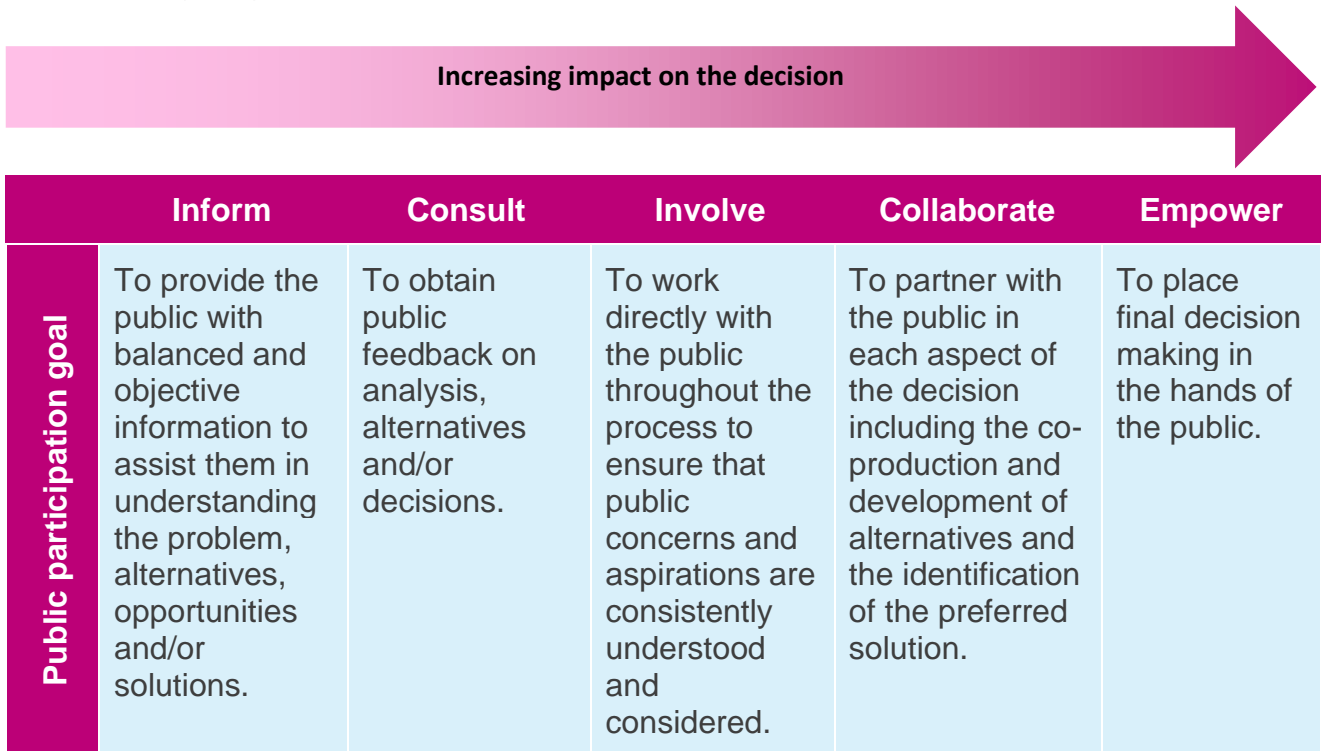 Increasing impact on the decision
Inform
Consult
Involve
Collaborate
Empower
Public participation goal
To provide the
public with
balanced and
objective
information to
assist them in
understanding
the problem,
alternatives,
opportunities
and/or
solutions.
To obtain
public
feedback on
analysis,
alternatives
and/or
decisions.
To work
directly with
the public
throughout the
process to
ensure that
public
concerns and
aspirations are
consistently
understood
and
considered.
To partner with
the public in
each aspect of
the decision
including the co-
production and
development of
alternatives and
the identification
of the preferred
solution.
To place
final decision
making in
the hands of
the public.